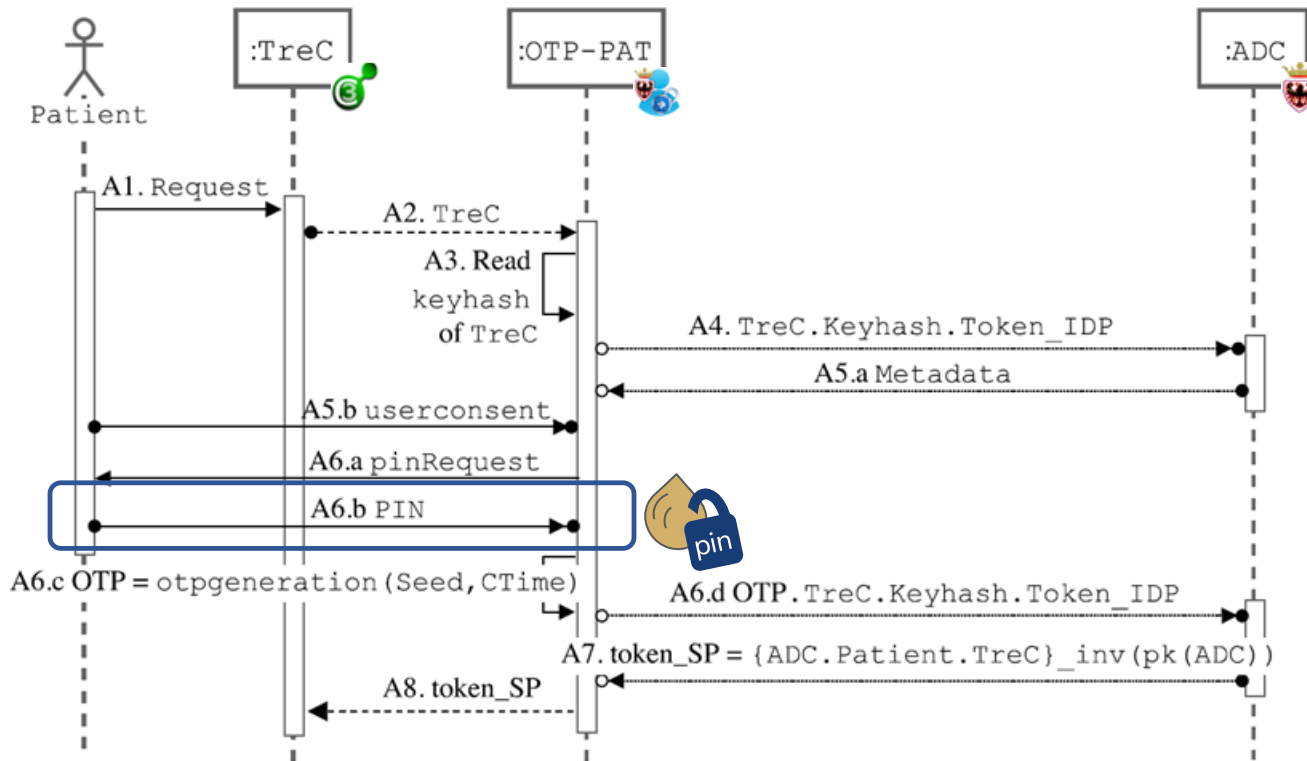 :TreC
:OTP-PAT
:ADC
3
Patient
A1. Request
A2. TreC
A3. Read
keyhash
of TreC
A4. TreC.Keyhash.Token_IDP
A5.a Metadata
A5.b userconsent
A6.a pinRequest
A6.b PIN
pin
A6.c OTP = otpgeneration(Seed,CTime)
A6.d OTP.TreC.Keyhash.Token_IDP
A7. token_SP = {ADC.Patient.TreC}_inv(pk(ADC))
A8. token_SP